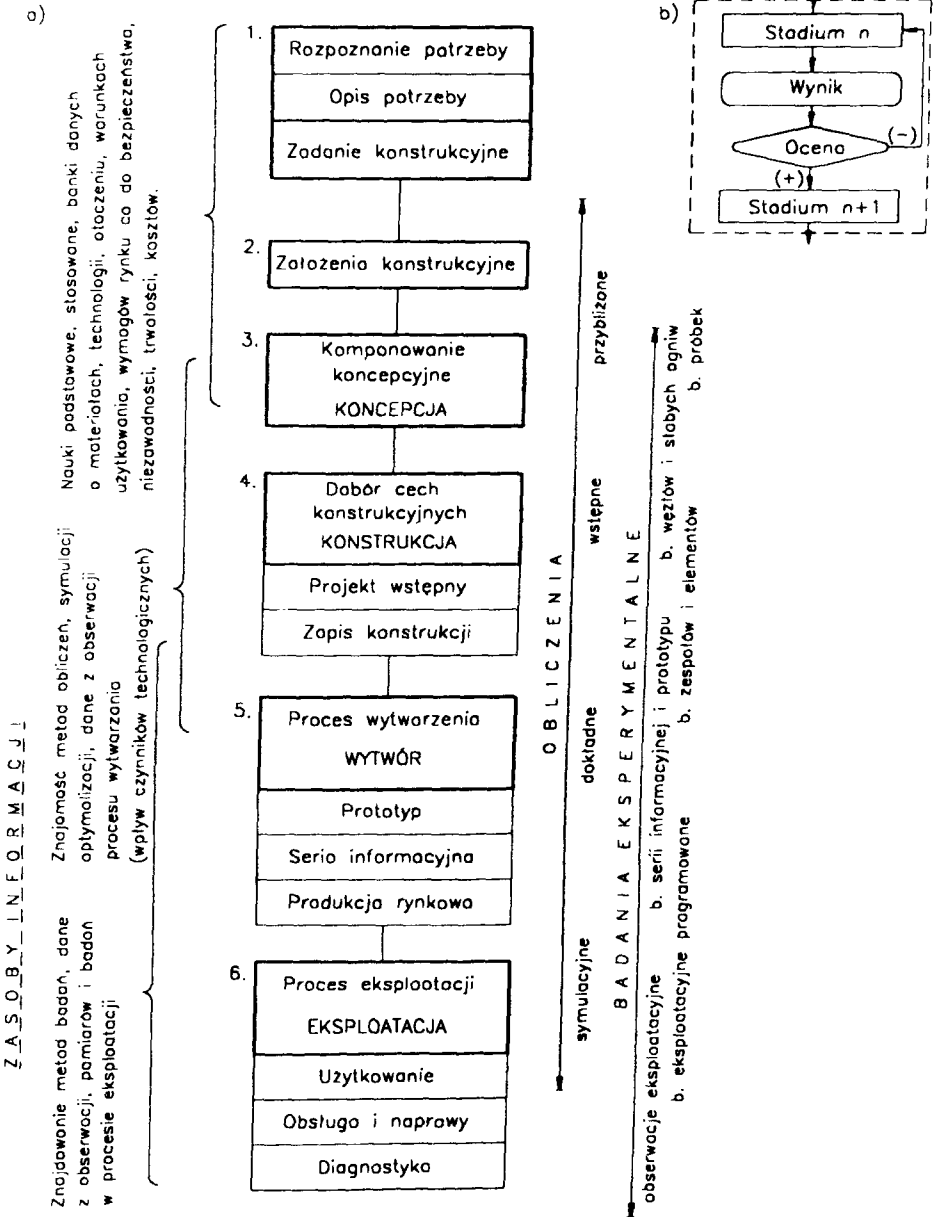 a)
ZASOBY INFORMACJI
Nauki podstawowe, stosowane, banki danych
o materiałach, technologii, otoczeniu, warunkach
użytkowania, wymogów rynku co do bezpieczeństwa,
niezawodności, trwałości, kosztów.
Znajomość metod obliczeń, symulacji
optymalizacji, dane z obserwacji
procesu wytwarzania
(wpływ czynników technologicznych)
Znajdowanie metod badań, dane
z obserwacji, pomiarów i badań
w procesie eksploatacji
1.
Rozpoznanie potrzeby
Opis potrzeby
Zadanie konstrukcyjne
2.
Założenia konstrukcyjne
3.
Komponowanie
koncepcyjne
KONCEPCJA
4.
Dobór cech
konstrukcyjnych
KONSTRUKCJA
Projekt wstępny
Zapis konstrukcji
5.
Proces wytwarzenia
WYTWÓR
Prototyp
Seria informacyjna
Produkcja rynkowa
6.
Proces eksploatacji
EKSPLOATACJA
Użytkowanie
Obsługa i naprawy
Diagnostyka
OBLICZENIA
przybliżone
wstępne
dokładne
symulacyjne
BADANIA EKSPERYMENTALNE
obserwacje eksploatacyjne
b. eksploatacyjne programowane
b. serii informacyjnej i prototypu
b. zespołów i elementów
b. węzłów i słabych ogniw
b. próbek
b)
Stadium n
Wynik
Ocena
(-)
(+)
Stadium n+1